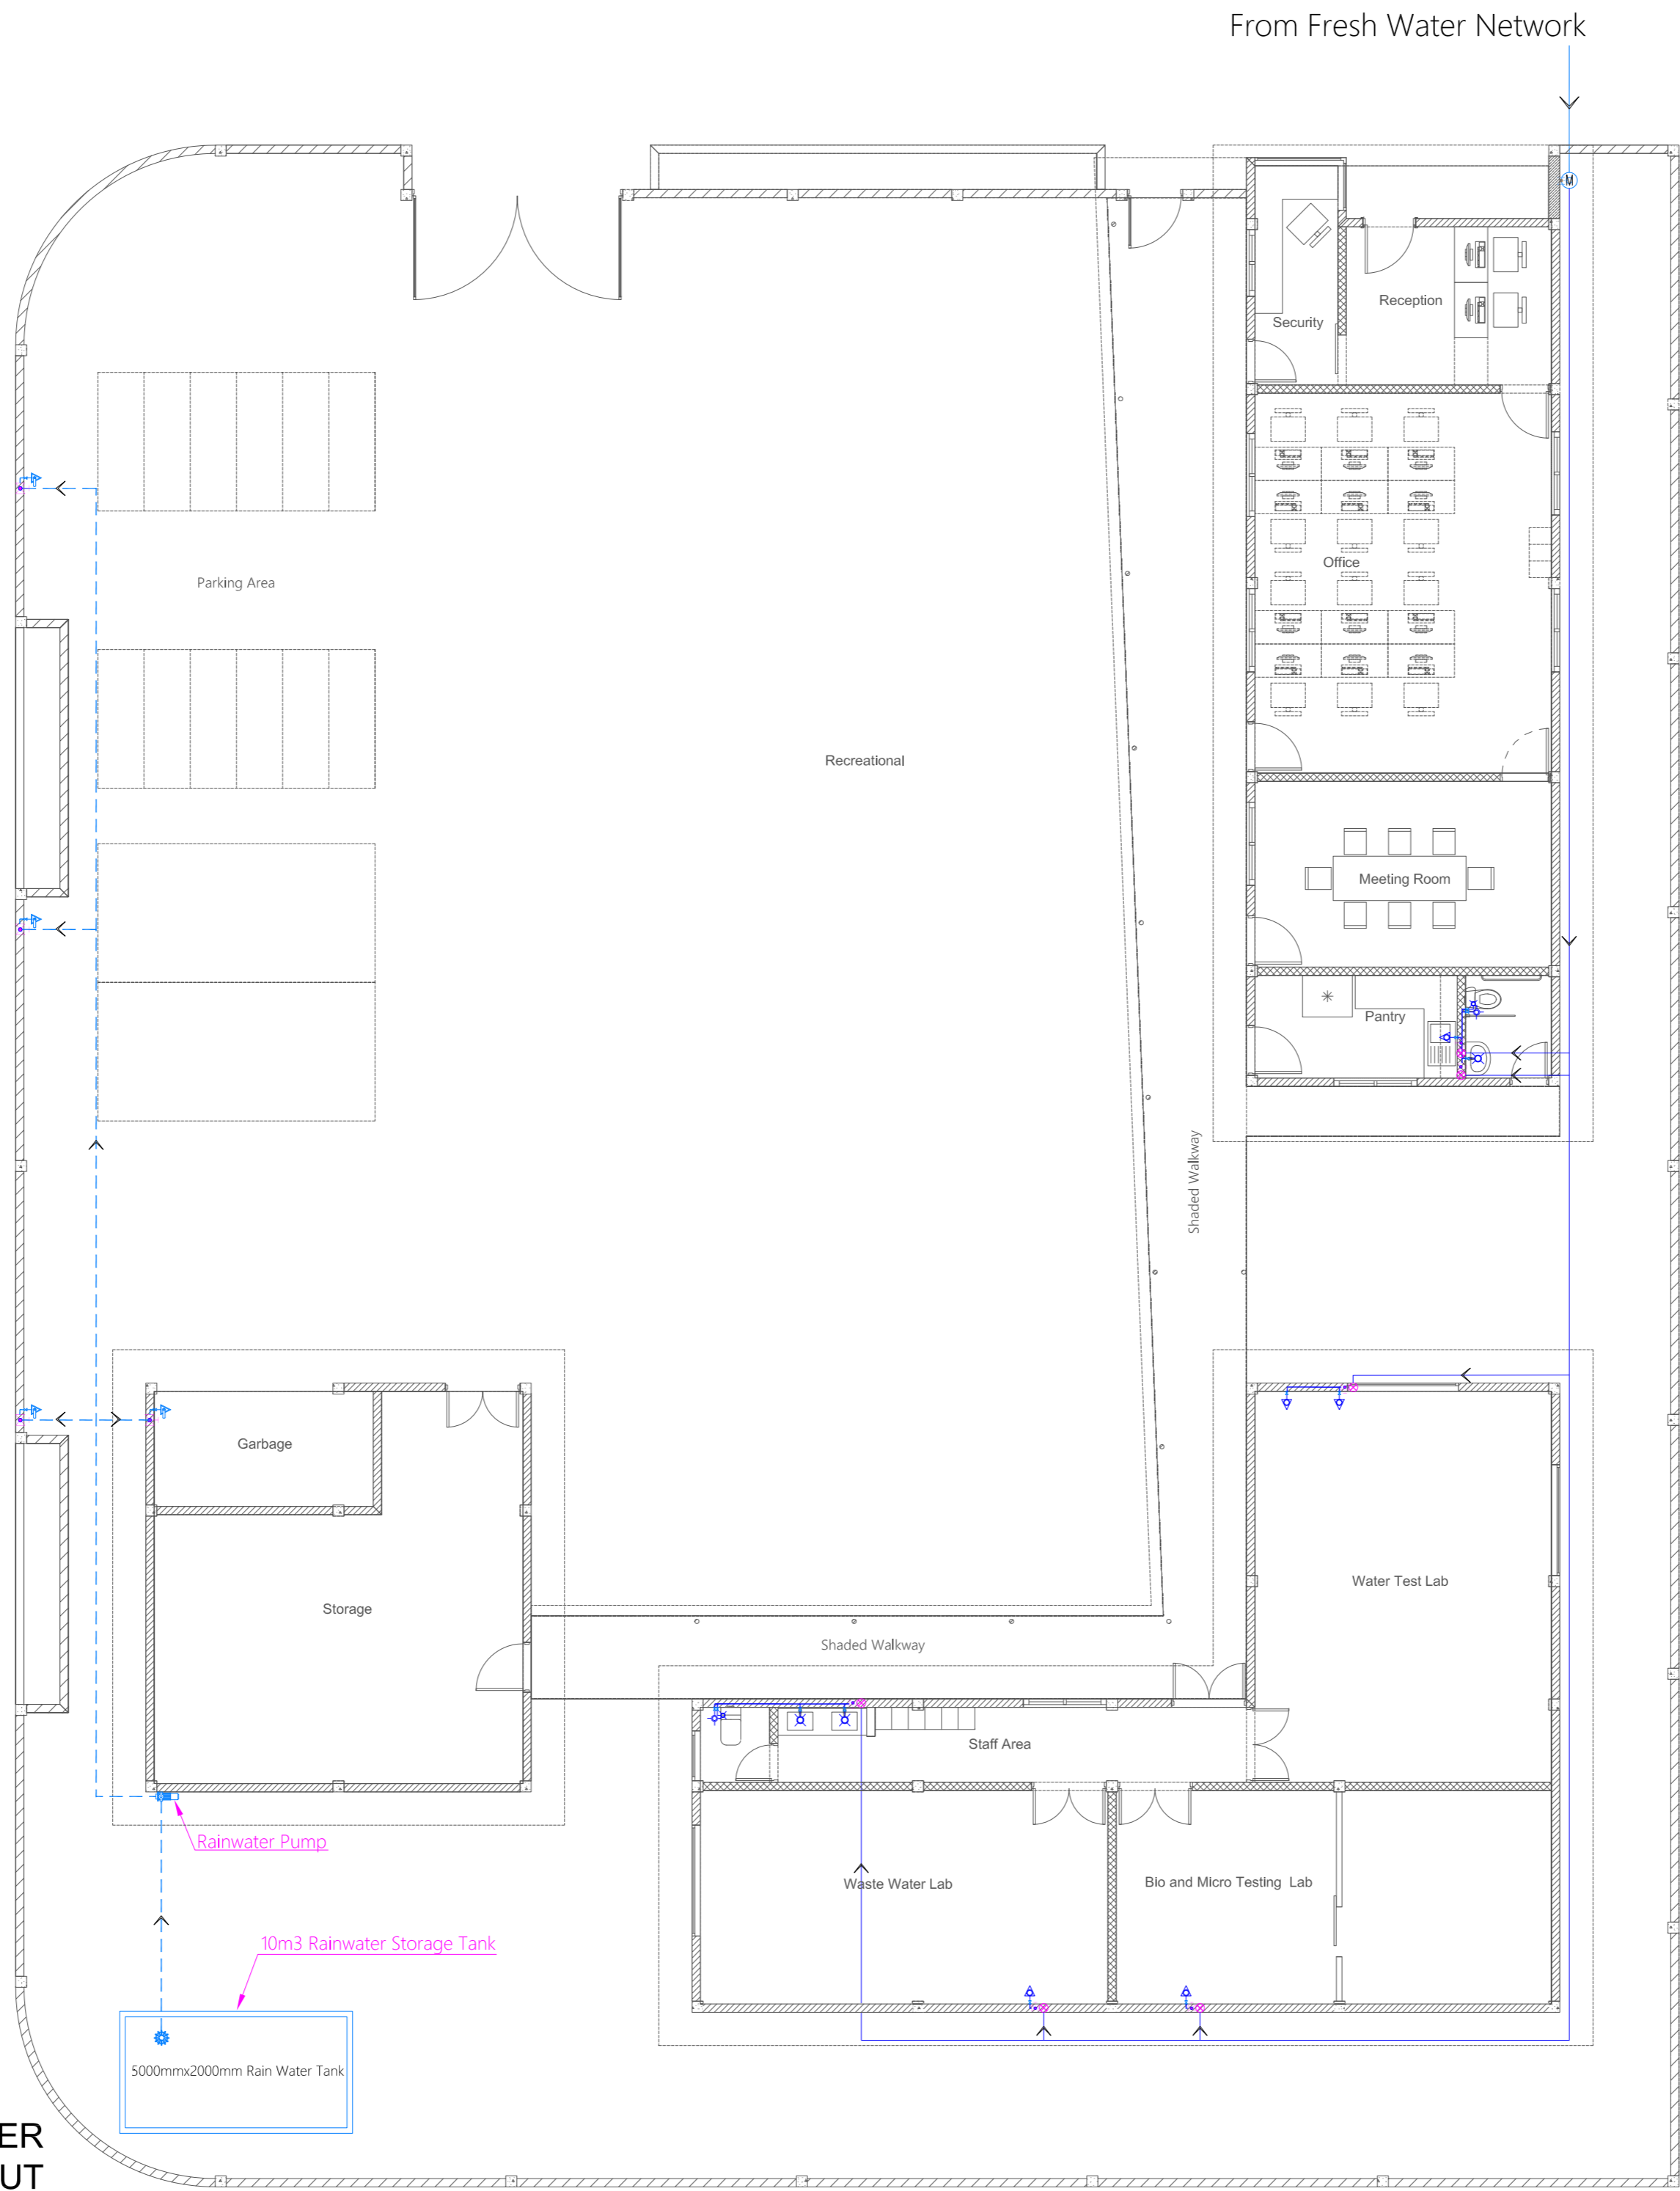 From Fresh Water Network
M
Reception
Security
Office
Parking Area
Recreational
Meeting Room
Pantry
Shaded Walkway
Garbage
Water Test Lab
Storage
Shaded Walkway
Staff Area
Rainwater Pump
Waste Water Lab
Bio and Micro Testing Lab
10m3 Rainwater Storage Tank
5000mmx2000mm Rain Water Tank
ER
UT